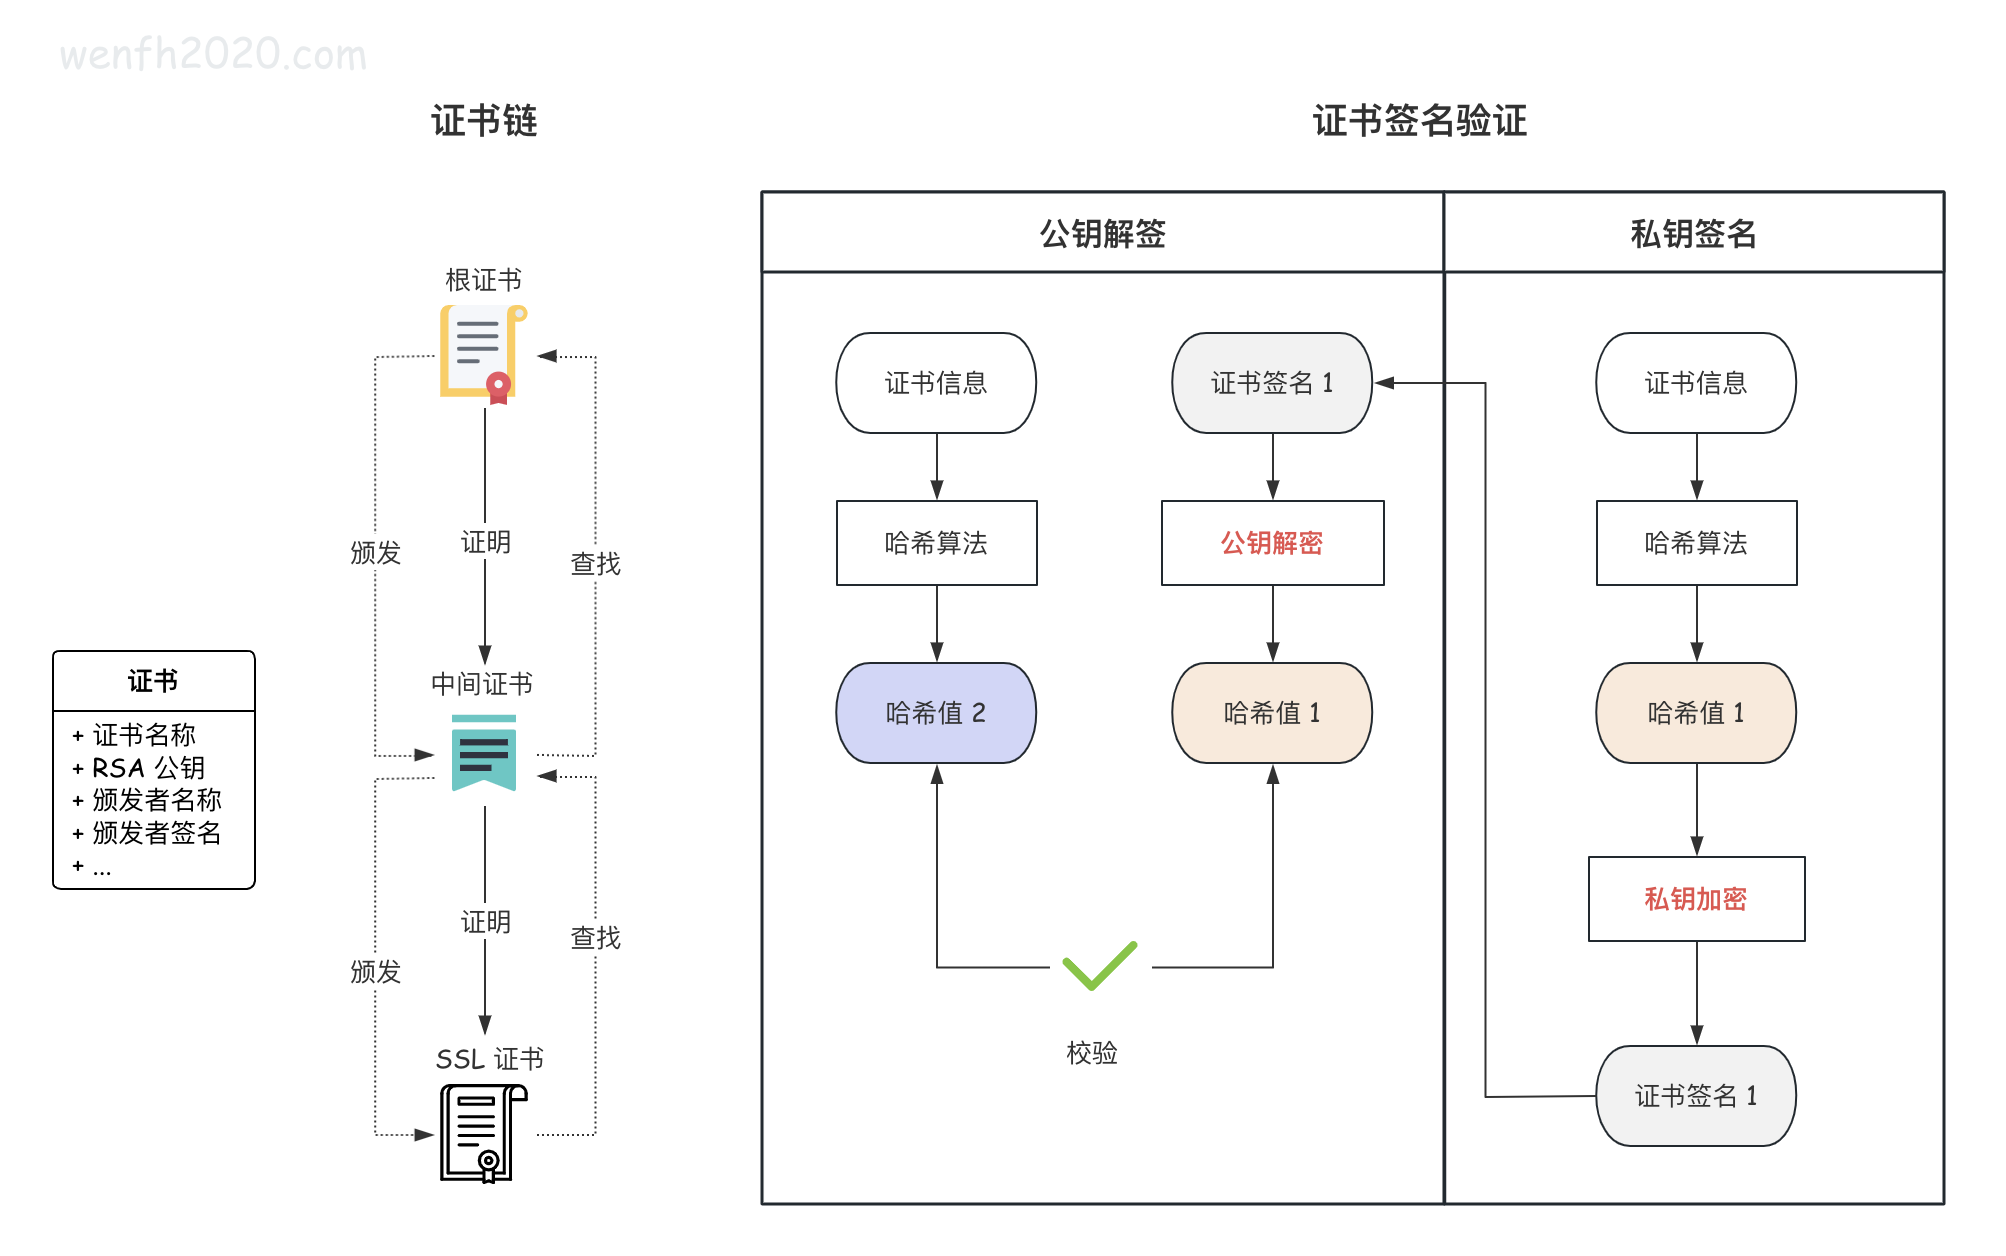 wenfh2020.com
证书链
根证书
颁发
证明
查找
中间证书
颁发
证明
查找
SSL 证书
证书
+ 证书名称
+ RSA 公钥
+ 颁发者名称
+ 颁发者签名
+ ...
证书签名验证
公钥解签
私钥签名
证书信息
哈希算法
哈希值 2
证书签名 1
公钥解密
哈希值 1
校验
证书信息
哈希算法
哈希值 1
私钥加密
证书签名 1